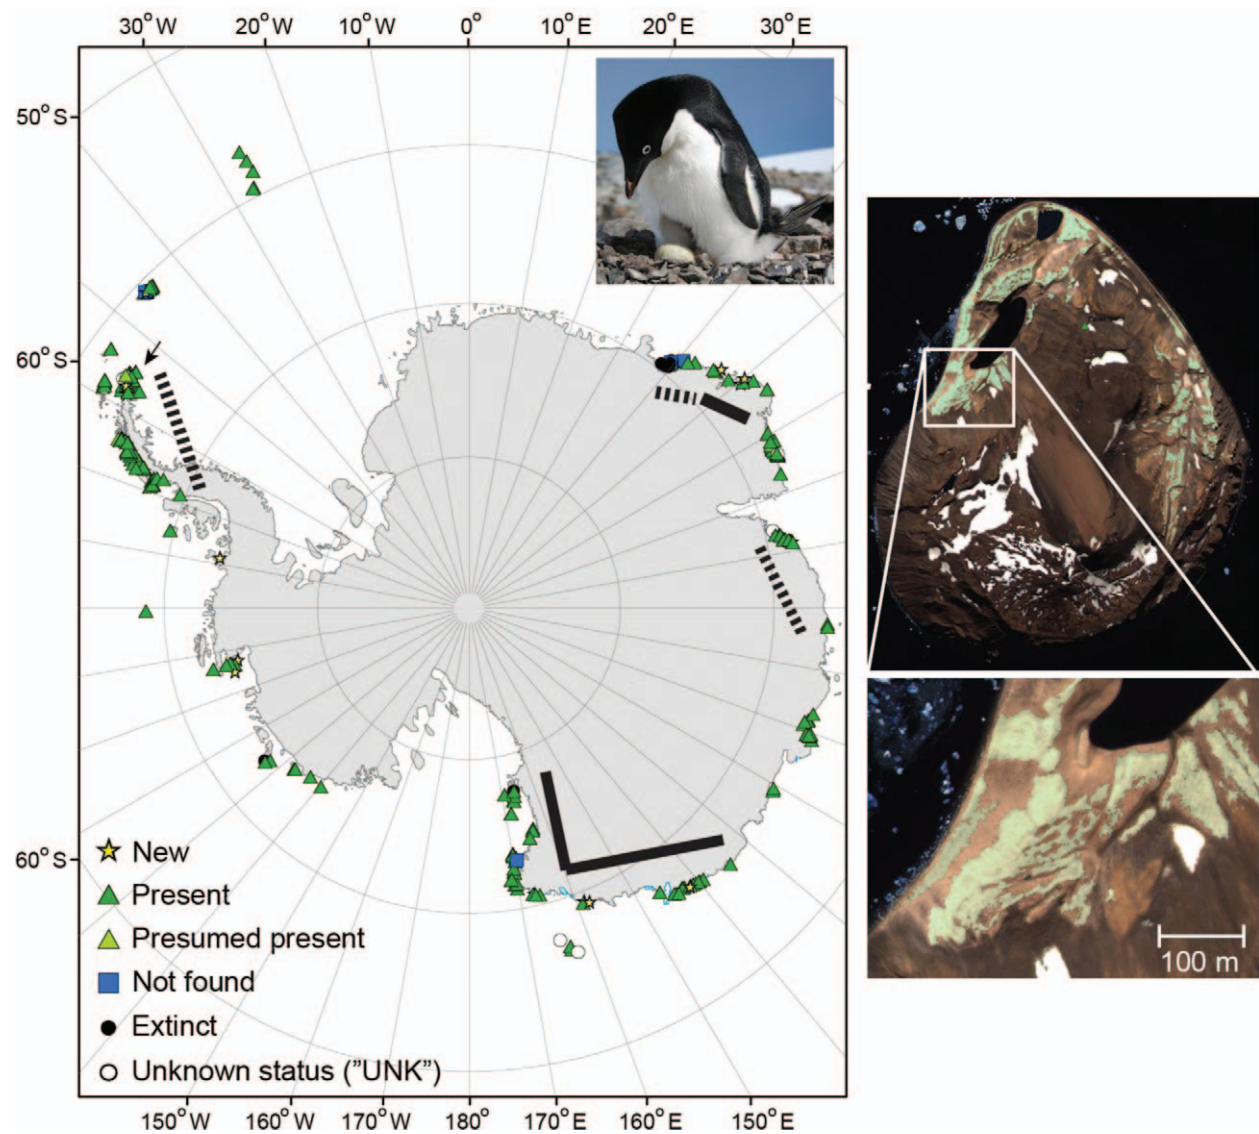 30°W 20°W 10°W 0° 10°E 20°E 30°E
50°S
60°S
60°S
New
Present
Presumed present
Not found
Extinct
Unknown status ("UNK")
150°W 160°W 170°W 180° 170°E 160°E 150°E
100 m